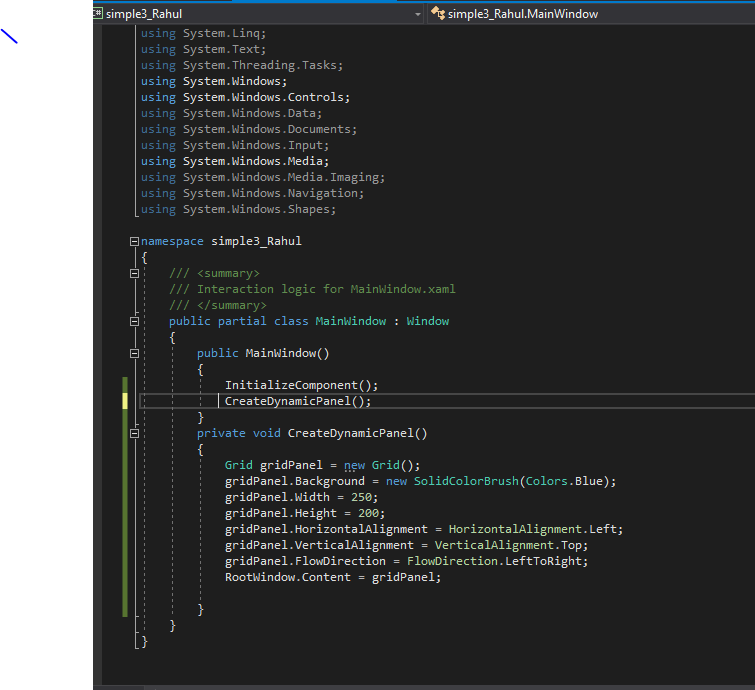 simple3_Rahul simple3_Rahul.MainWindow
using System.Linq;
using System.Text;
using System.Threading.Tasks;
using System.Windows;
using System.Windows.Controls;
using System.Windows.Data;
using System.Windows.Documents;
using System.Windows.Input;
using System.Windows.Media;
using System.Windows.Media.Imaging;
using System.Windows.Navigation;
using System.Windows.Shapes;
namespace simple3_Rahul
{
/// <summary>
/// Interaction logic for MainWindow.xaml
/// </summary>
public partial class MainWindow : Window
{
public MainWindow()
{
InitializeComponent();
CreateDynamicPanel();
}
private void CreateDynamicPanel()
{
Grid gridPanel = new Grid();
gridPanel.Background = new SolidColorBrush(Colors.Blue);
gridPanel.Width = 250;
gridPanel.Height = 200;
gridPanel.HorizontalAlignment = HorizontalAlignment.Left;
gridPanel.VerticalAlignment = VerticalAlignment.Top;
gridPanel.FlowDirection = FlowDirection.LeftToRight;
RootWindow.Content = gridPanel;
}
}
}